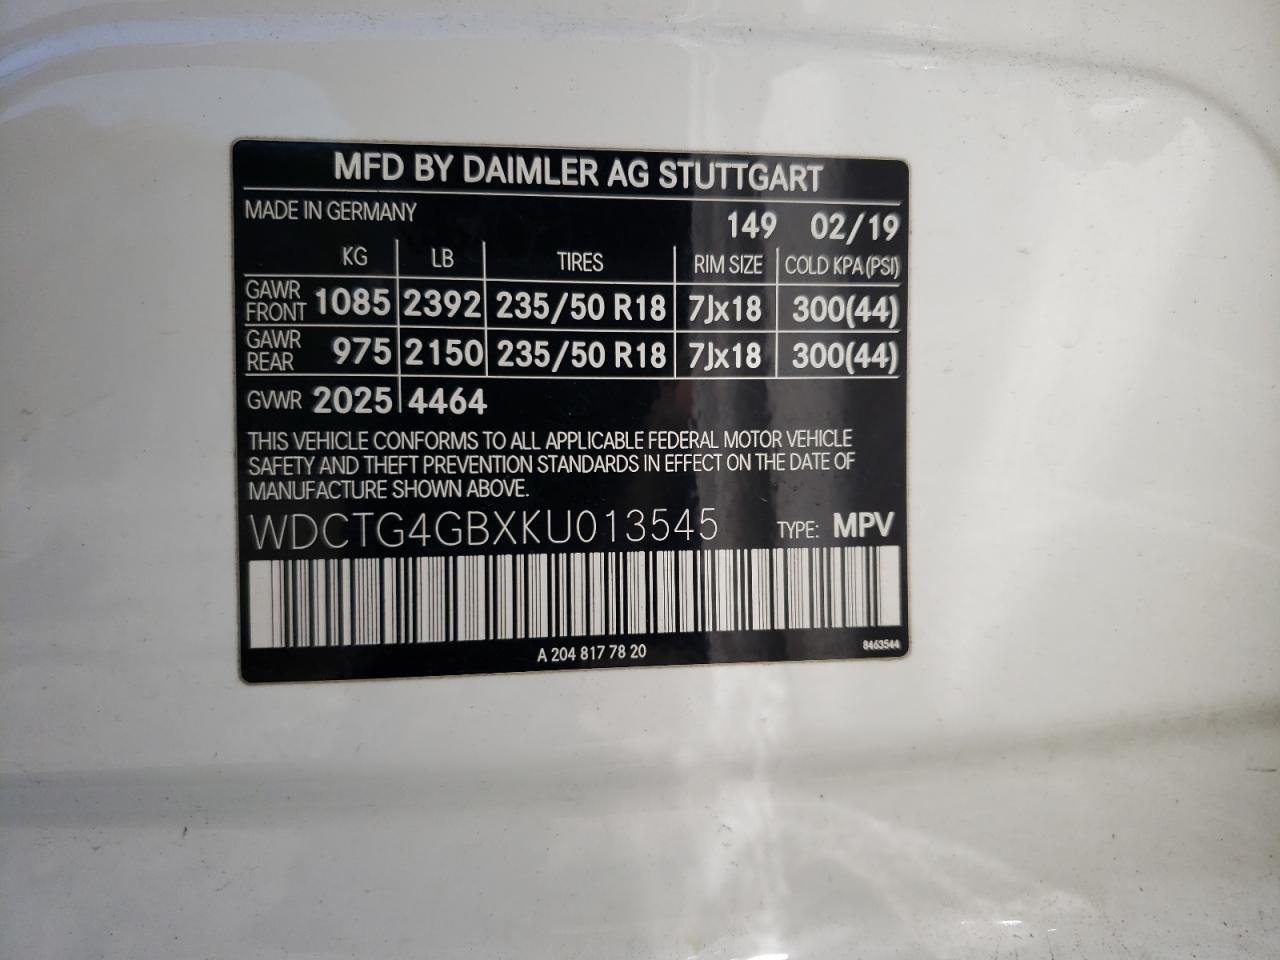 MFD BY DAIMLER AG STUTTGART
MADE IN GERMANY 149 02/19
KG LB TIRES RIM SIZE COLD KPA(PSI)
GAWR FRONT 1085 2392 235/50 R18 7Jx18 300(44)
GAWR REAR 975 2150 235/50 R18 7Jx18 300(44)
GVWR 2025 4464
THIS VEHICLE CONFORMS TO ALL APPLICABLE FEDERAL MOTOR VEHICLE
SAFETY AND THEFT PREVENTION STANDARDS IN EFFECT ON THE DATE OF
MANUFACTURE SHOWN ABOVE.
WDCTG4GBXKU013545 TYPE: MPV
A 204 817 78 20 8463544